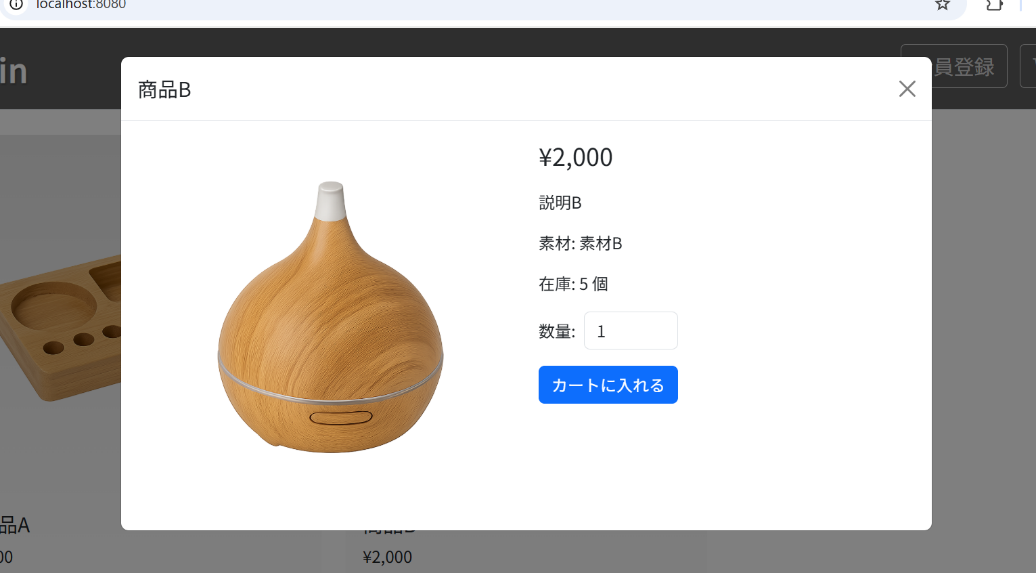 localhost:8080
in
員登録
商品B
¥2,000
説明B
素材: 素材B
在庫: 5 個
数量: 1
カートに入れる
品A
00
¥2,000